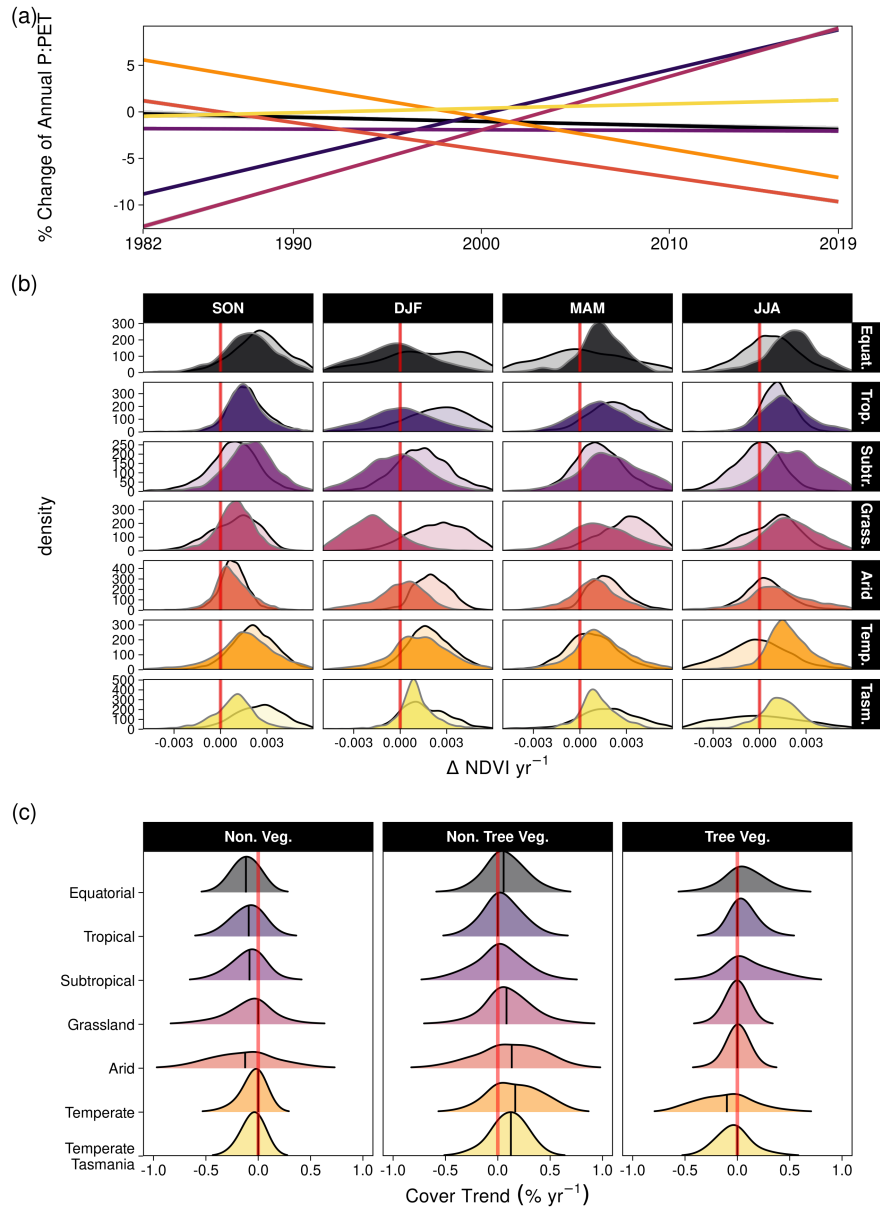 (a)
% Change of Annual P:PET
5
0
-5
-10
1982 1990 2000 2010 2019
(b)
SON DJF MAM JJA
density
300
200
100
0
Equat.
300
200
100
0
Trop.
250
200
150
100
50
0
Subtr.
300
200
100
0
Grass.
400
300
200
100
0
Arid
300
200
100
0
Temp.
500
400
300
200
100
0
Tasm.
-0.003 0.000 0.003 -0.003 0.000 0.003 -0.003 0.000 0.003 -0.003 0.000 0.003
Δ NDVI yr⁻¹
(c)
Non. Veg. Non. Tree Veg. Tree Veg.
Equatorial
Tropical
Subtropical
Grassland
Arid
Temperate
Temperate
Tasmania
-1.0 -0.5 0.0 0.5 1.0 -1.0 -0.5 0.0 0.5 1.0 -1.0 -0.5 0.0 0.5 1.0
Cover Trend (% yr⁻¹)